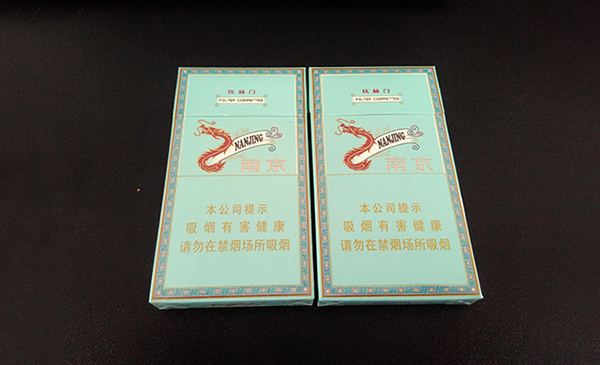 炫赫门
FILTER CIGARETTES
NANJING
南京
本公司提示
吸烟有害健康
请勿在禁烟场所吸烟
炫赫门
FILTER CIGARETTES
NANJING
南京
本公司提示
吸烟有害健康
请勿在禁烟场所吸烟